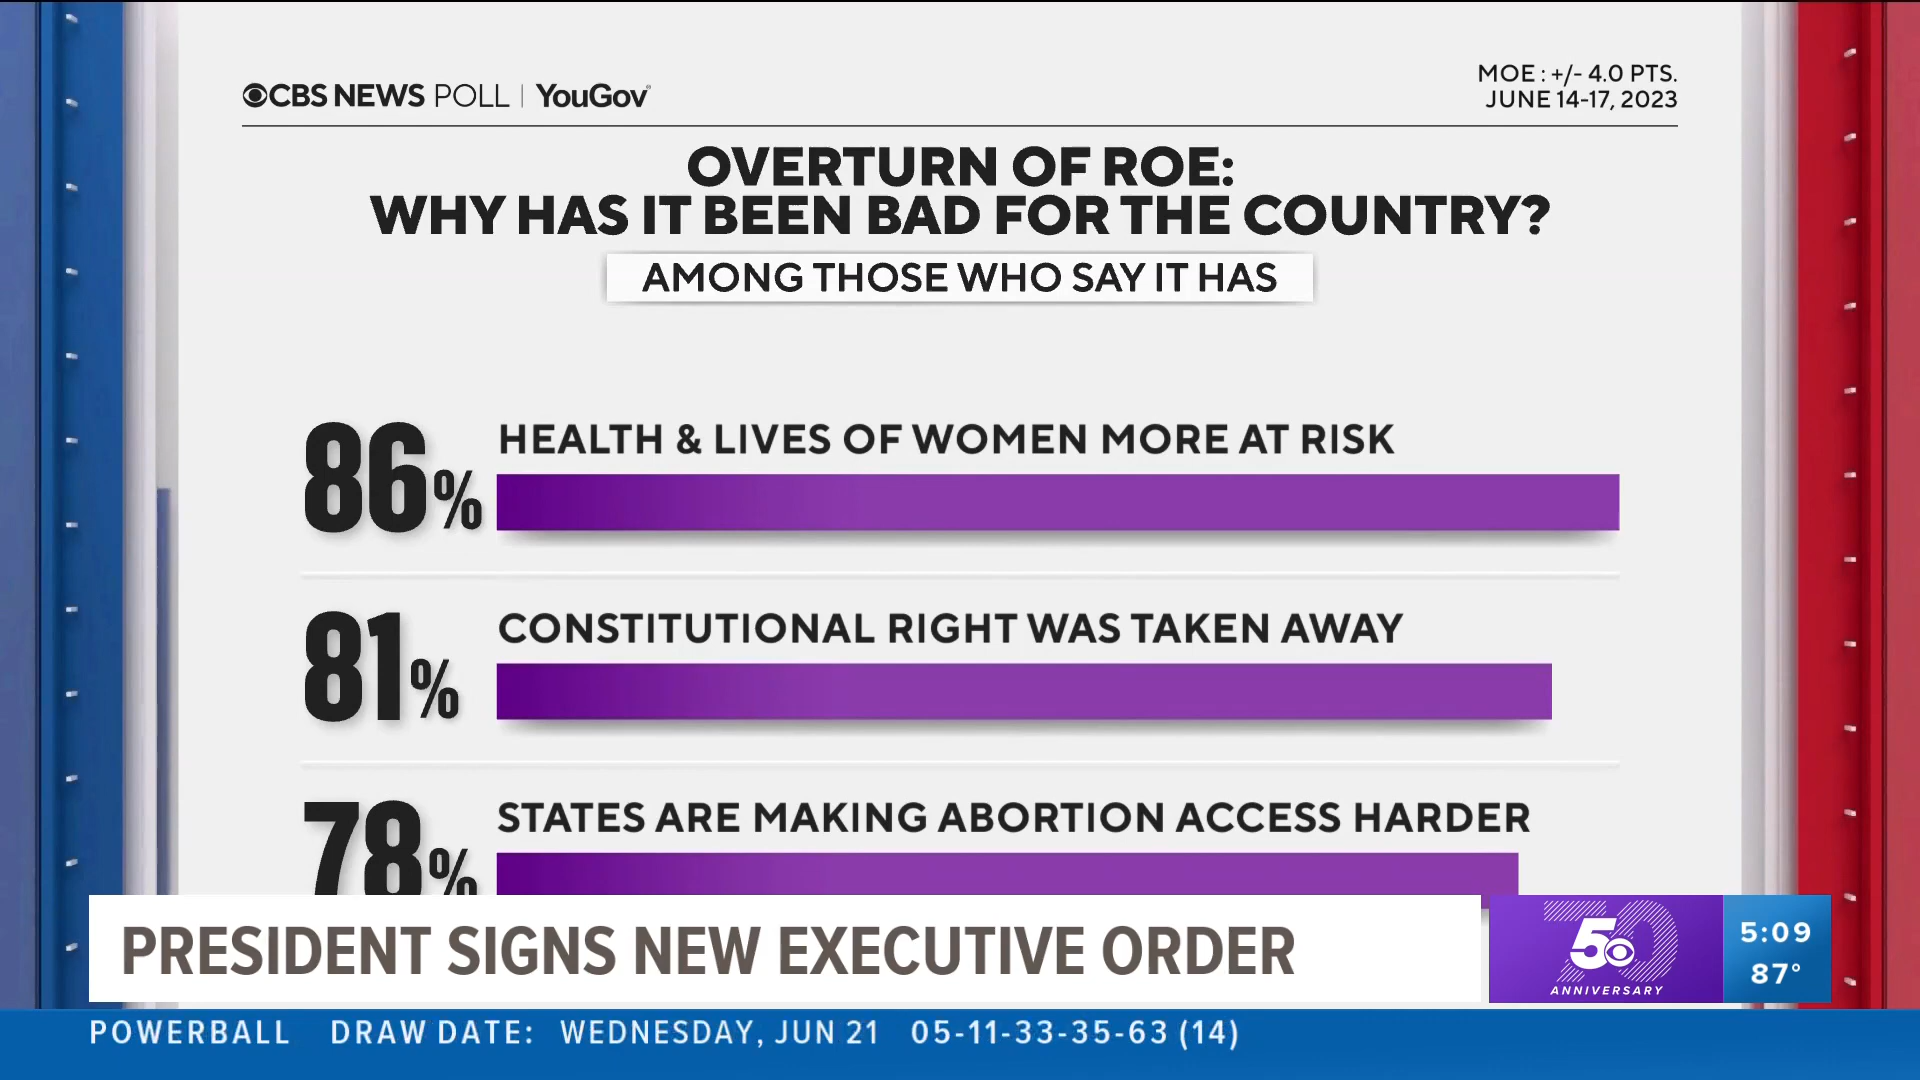 CBS NEWS POLL | YouGov
MOE : +/- 4.0 PTS.
JUNE 14-17, 2023
OVERTURN OF ROE:
WHY HAS IT BEEN BAD FOR THE COUNTRY?
AMONG THOSE WHO SAY IT HAS
86% HEALTH & LIVES OF WOMEN MORE AT RISK
81% CONSTITUTIONAL RIGHT WAS TAKEN AWAY
78% STATES ARE MAKING ABORTION ACCESS HARDER
PRESIDENT SIGNS NEW EXECUTIVE ORDER
70
5
ANNIVERSARY
5:09
87°
POWERBALL DRAW DATE: WEDNESDAY, JUN 21 05-11-33-35-63 (14)